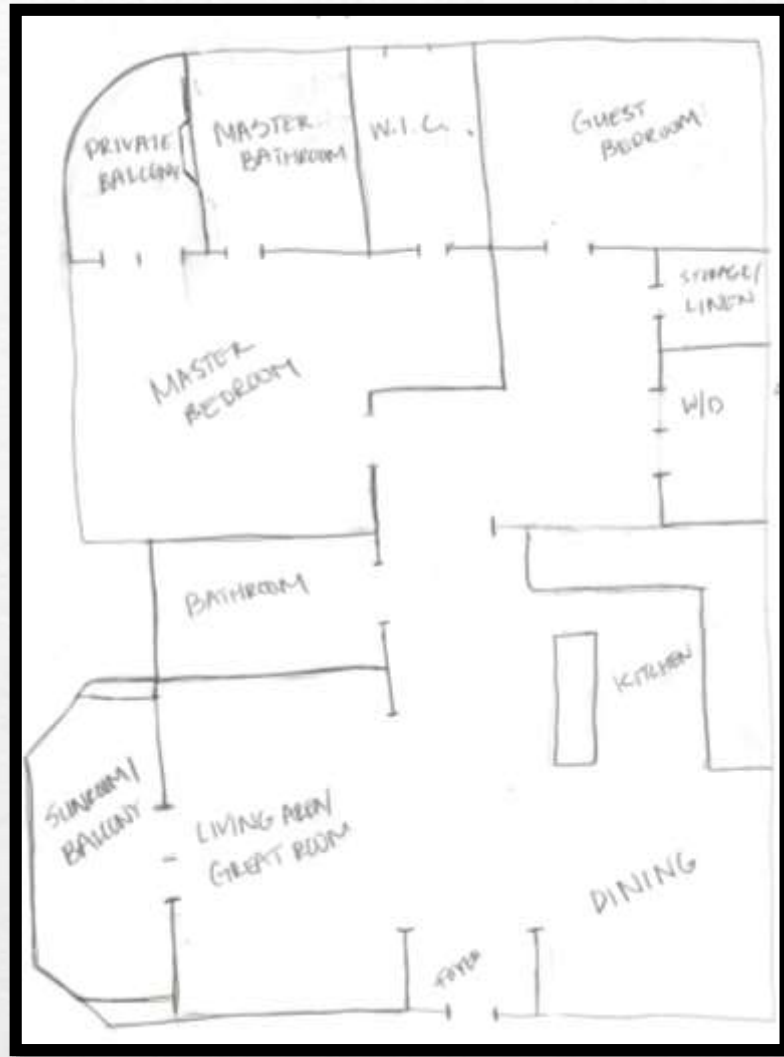 PRIVATE
BALCONY
MASTER
BATHROOM
W.I.C.
GUEST
BEDROOM
STORAGE/
LINEN
MASTER
BEDROOM
W/D
BATHROOM
KITCHEN
SUNROOM/
BALCONY
LIVING AREA/
GREAT ROOM
DINING
FOYER